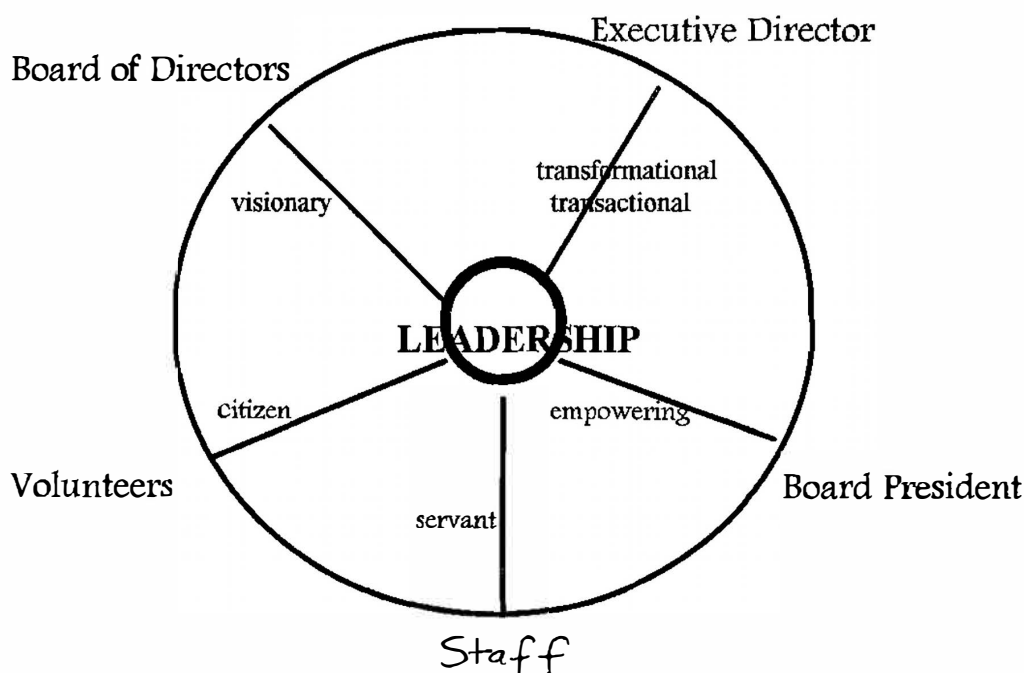 Executive Director
Board of Directors
transformational
transactional
visionary
LEADERSHIP
citizen
empowering
Volunteers
Board President
servant
Staff